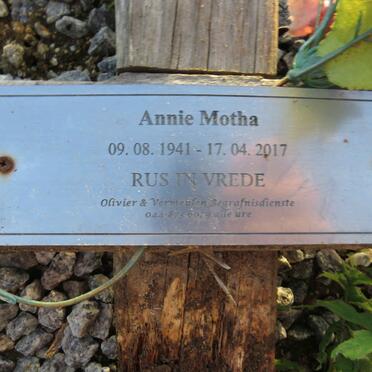 Annie Motha
09. 08. 1941 - 17. 04. 2017
RUS IN VREDE
Olivier & Vermeulen Begrafnisdienste
alle ure